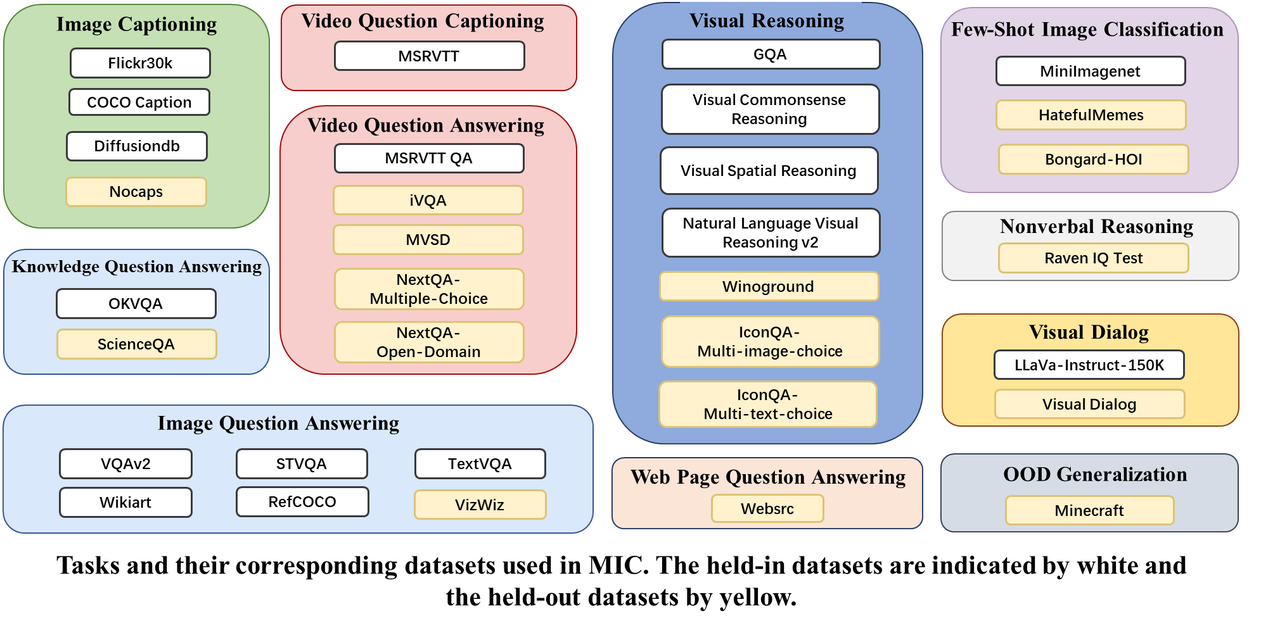 Image Captioning
Flickr30k
COCO Caption
Diffusiondb
Nocaps
Knowledge Question Answering
OKVQA
ScienceQA
Video Question Captioning
MSRVTT
Video Question Answering
MSRVTT QA
iVQA
MVSD
NextQA-
Multiple-Choice
NextQA-
Open-Domain
Image Question Answering
VQAv2
STVQA
TextVQA
Wikiart
RefCOCO
VizWiz
Visual Reasoning
GQA
Visual Commonsense
Reasoning
Visual Spatial Reasoning
Natural Language Visual
Reasoning v2
Winoground
IconQA-
Multi-image-choice
IconQA-
Multi-text-choice
Web Page Question Answering
Websrc
Few-Shot Image Classification
MiniImagenet
HatefulMemes
Bongard-HOI
Nonverbal Reasoning
Raven IQ Test
Visual Dialog
LLaVa-Instruct-150K
Visual Dialog
OOD Generalization
Minecraft
Tasks and their corresponding datasets used in MIC. The held-in datasets are indicated by white and
the held-out datasets by yellow.